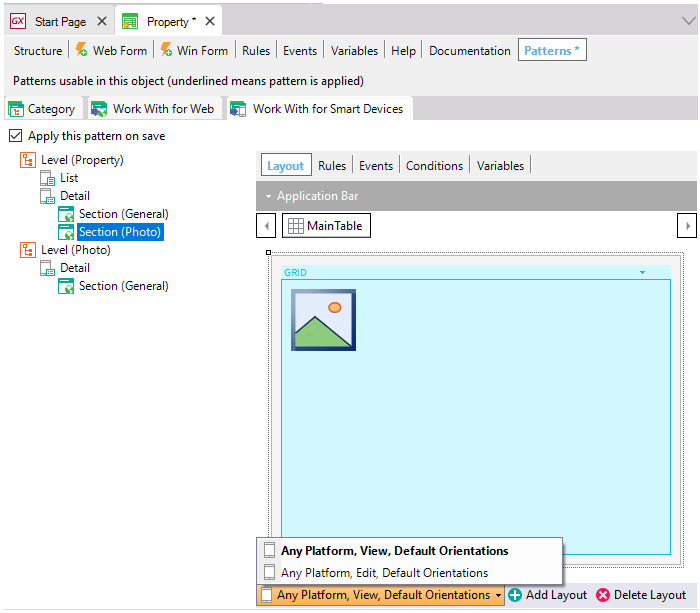 GX Start Page Property *
Structure Web Form Win Form Rules Events Variables Help Documentation Patterns *
Patterns usable in this object (underlined means pattern is applied)
Category Work With for Web Work With for Smart Devices
Apply this pattern on save
Level (Property)
List
Detail
Section (General)
Section (Photo)
Level (Photo)
Detail
Section (General)
Layout Rules Events Conditions Variables
Application Bar
MainTable
GRID
Any Platform, View, Default Orientations
Any Platform, Edit, Default Orientations
Any Platform, View, Default Orientations Add Layout Delete Layout